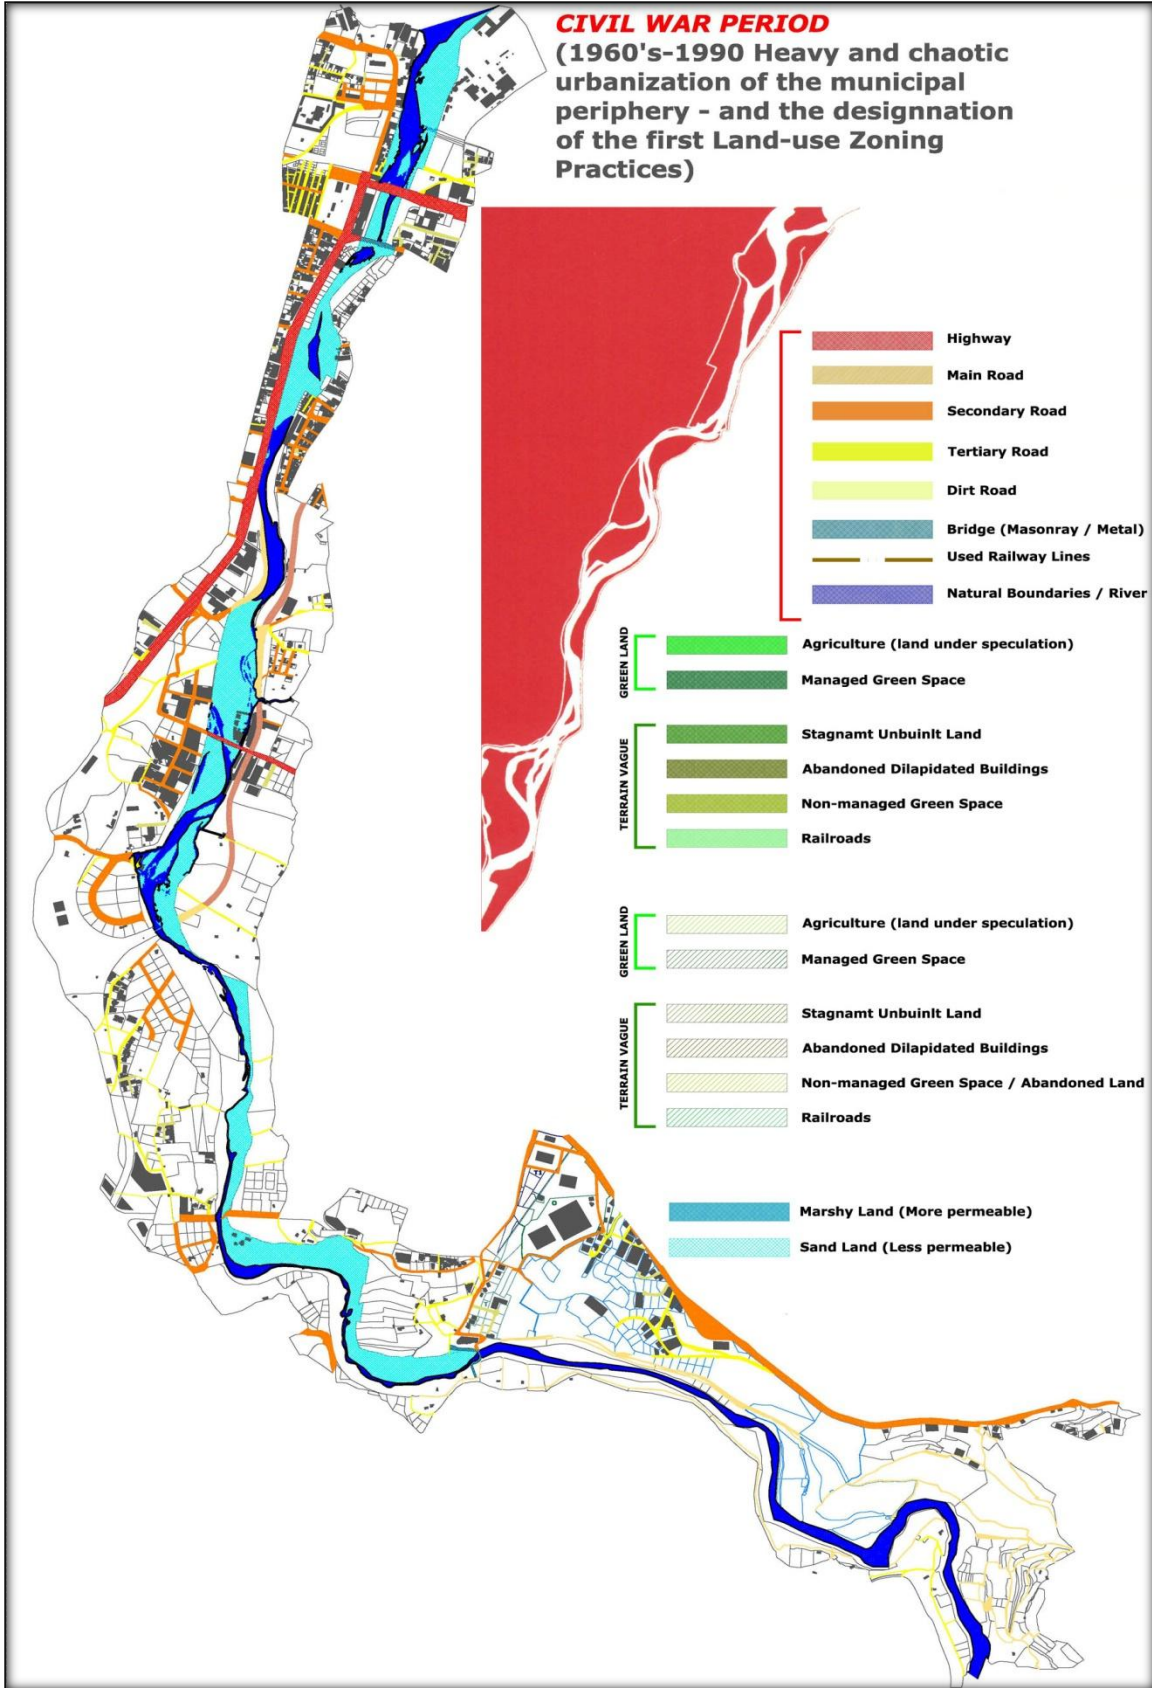 CIVIL WAR PERIOD
(1960's-1990 Heavy and chaotic
urbanization of the municipal
periphery - and the designnation
of the first Land-use Zoning
Practices)
Highway
Main Road
Secondary Road
Tertiary Road
Dirt Road
Bridge (Masonray / Metal)
Used Railway Lines
Natural Boundaries / River
GREEN LAND
Agriculture (land under speculation)
Managed Green Space
TERRAIN VAGUE
Stagnamt Unbuinlt Land
Abandoned Dilapidated Buildings
Non-managed Green Space
Railroads
GREEN LAND
Agriculture (land under speculation)
Managed Green Space
TERRAIN VAGUE
Stagnamt Unbuinlt Land
Abandoned Dilapidated Buildings
Non-managed Green Space / Abandoned Land
Railroads
Marshy Land (More permeable)
Sand Land (Less permeable)